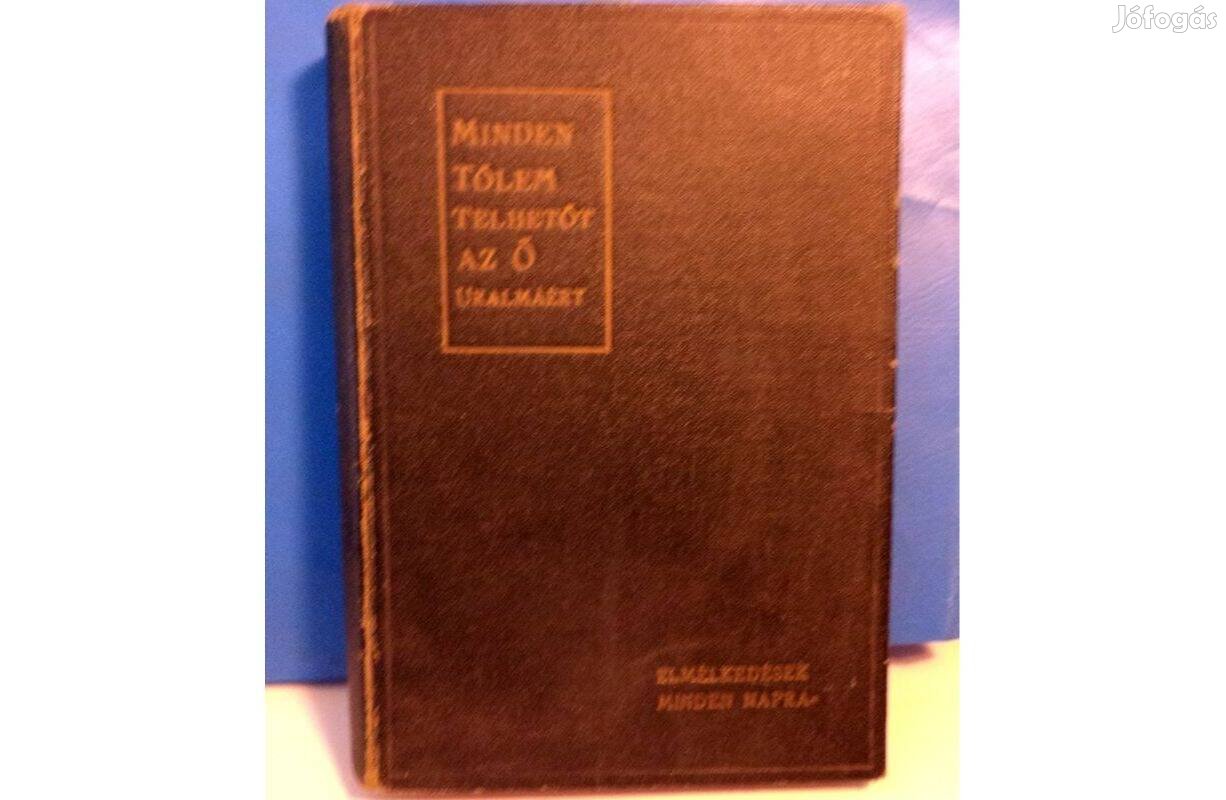 Jófogás
MINDEN
TŐLEM
TELHETŐT
AZ Ő
URALMÁÉRT
ELMÉLKEDÉSEK
MINDEN NAPRA-